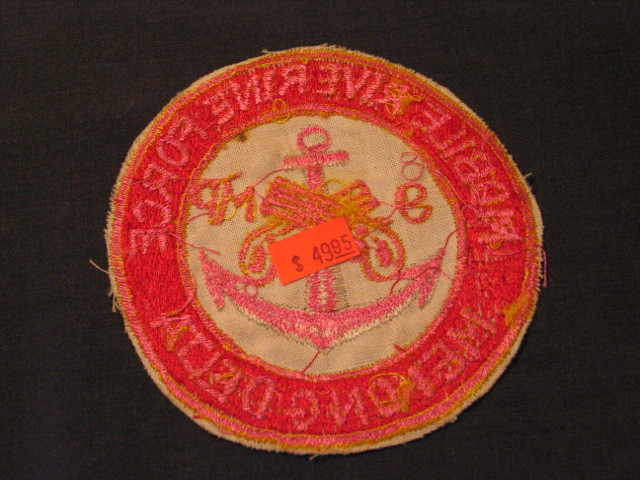 MOBILE RIVERINE FORCE
$ 4995
MEKONG DELTA